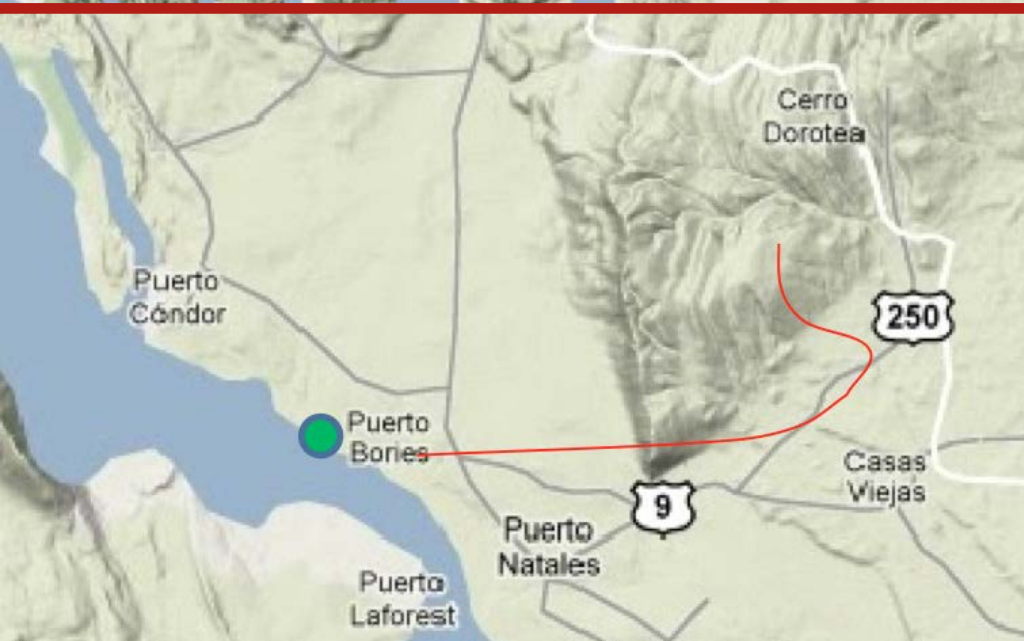 Cerro
Dorotea
Puerto
Cóndor
250
Puerto
Bories
Casas
Viejas
9
Puerto
Natales
Puerto
Laforest